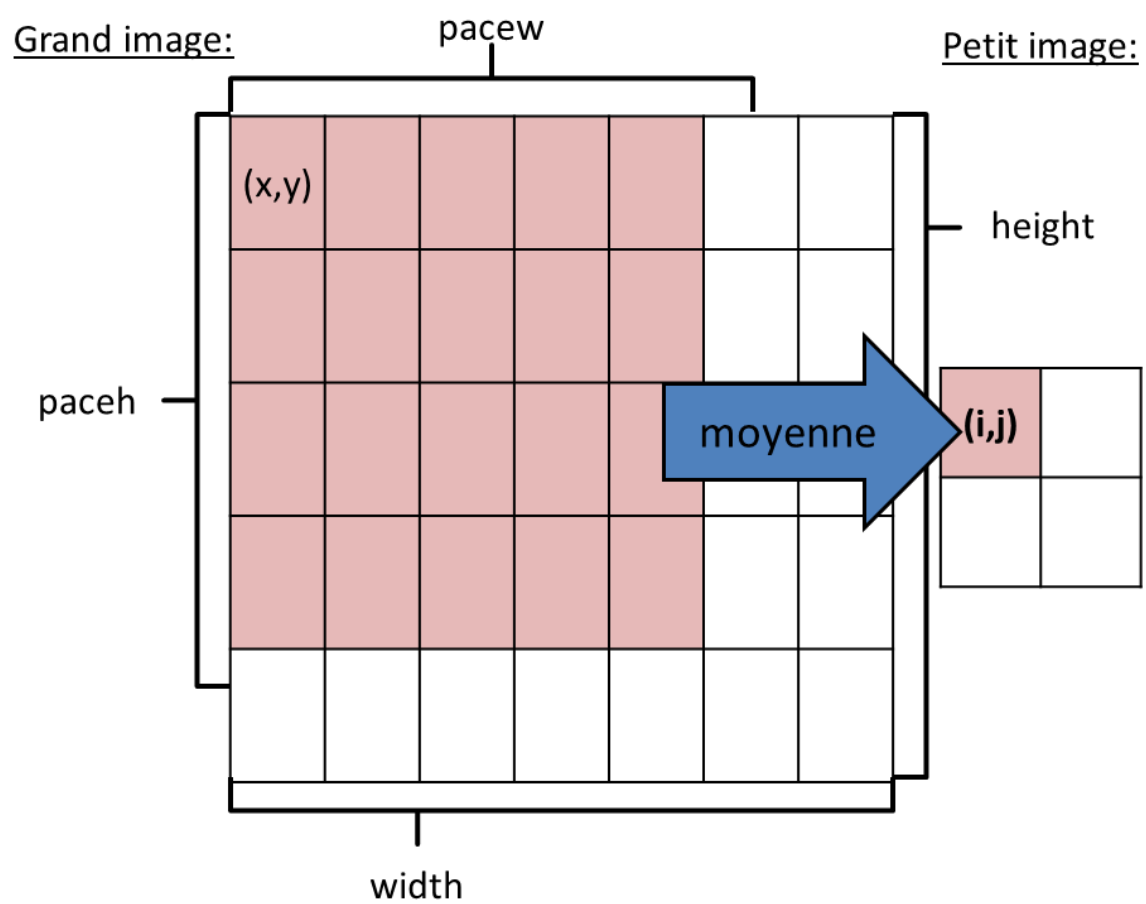 Grand image:
pacew
Petit image:
(x,y)
height
paceh
moyenne
(i,j)
width